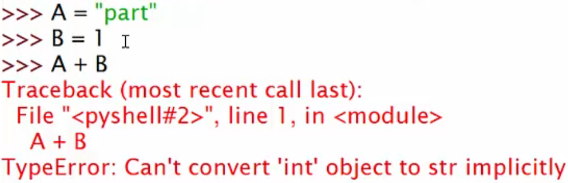 >>> A = "part"
>>> B = 1
>>> A + B
Traceback (most recent call last):
  File "<pyshell#2>", line 1, in <module>
    A + B
TypeError: Can't convert 'int' object to str implicitly